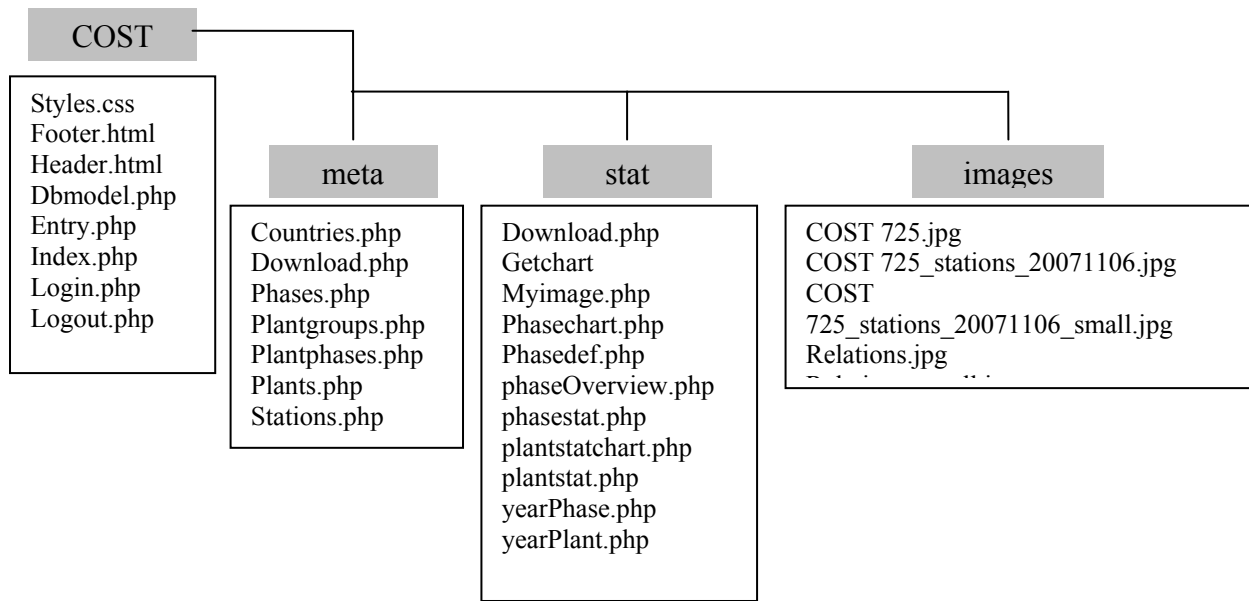 COST
Styles.css
Footer.html
Header.html
Dbmodel.php
Entry.php
Index.php
Login.php
Logout.php
meta
Countries.php
Download.php
Phases.php
Plantgroups.php
Plantphases.php
Plants.php
Stations.php
stat
Download.php
Getchart
Myimage.php
Phasechart.php
Phasedef.php
phaseOverview.php
phasestat.php
plantstatchart.php
plantstat.php
yearPhase.php
yearPlant.php
images
COST 725.jpg
COST 725_stations_20071106.jpg
COST
725_stations_20071106_small.jpg
Relations.jpg